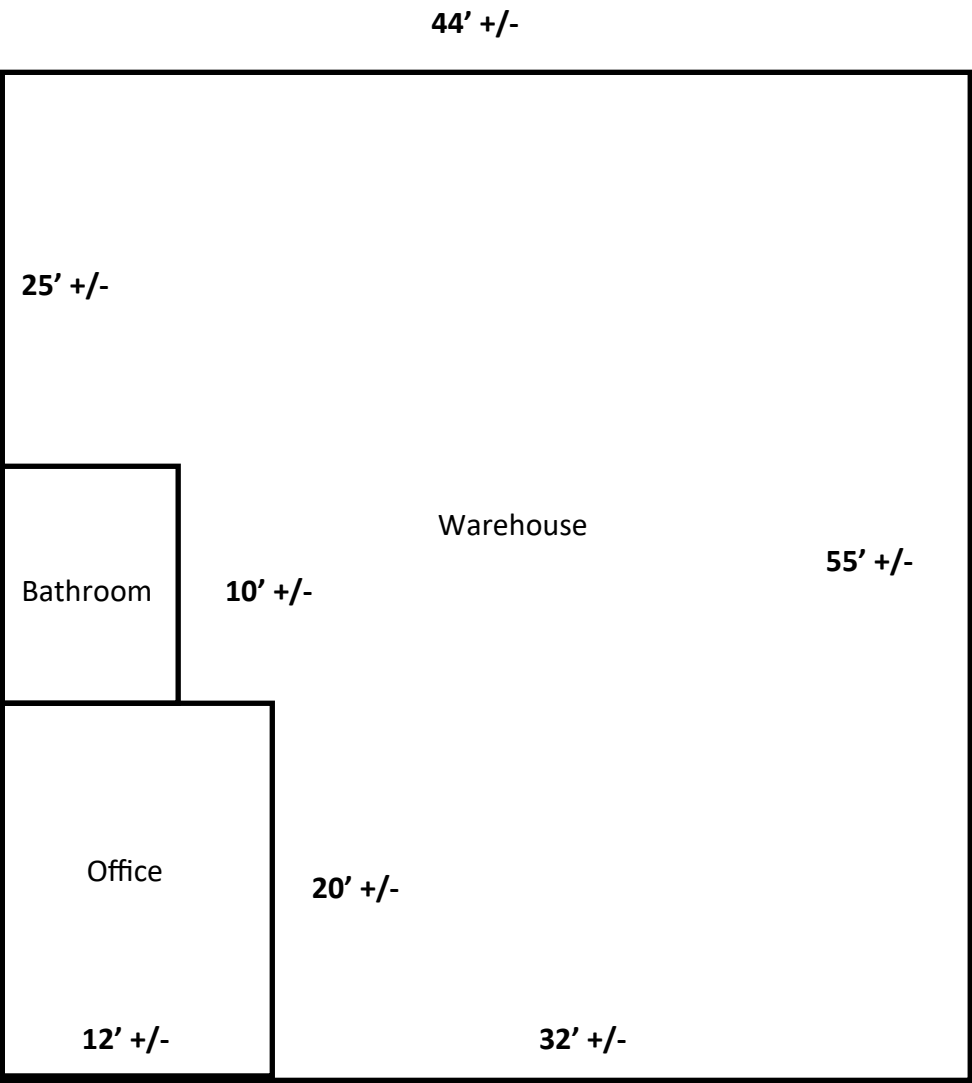 44’ +/-
25’ +/-
Warehouse
55’ +/-
Bathroom
10’ +/-
Office
20’ +/-
12’ +/-
32’ +/-